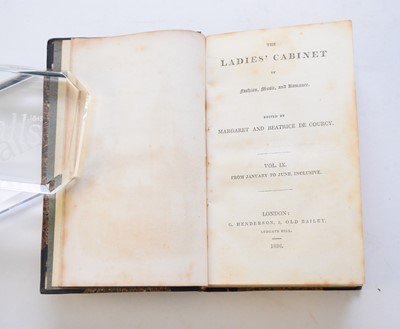 THE
LADIES' CABINET
OF
Fashion, Music, and Romance.
EDITED BY
MARGARET AND BEATRICE DE COURCY.
VOL. IX.
FROM JANUARY TO JUNE, INCLUSIVE.
LONDON:
G. HENDERSON, 2, OLD BAILEY,
LUDGATE HILL.
1836.